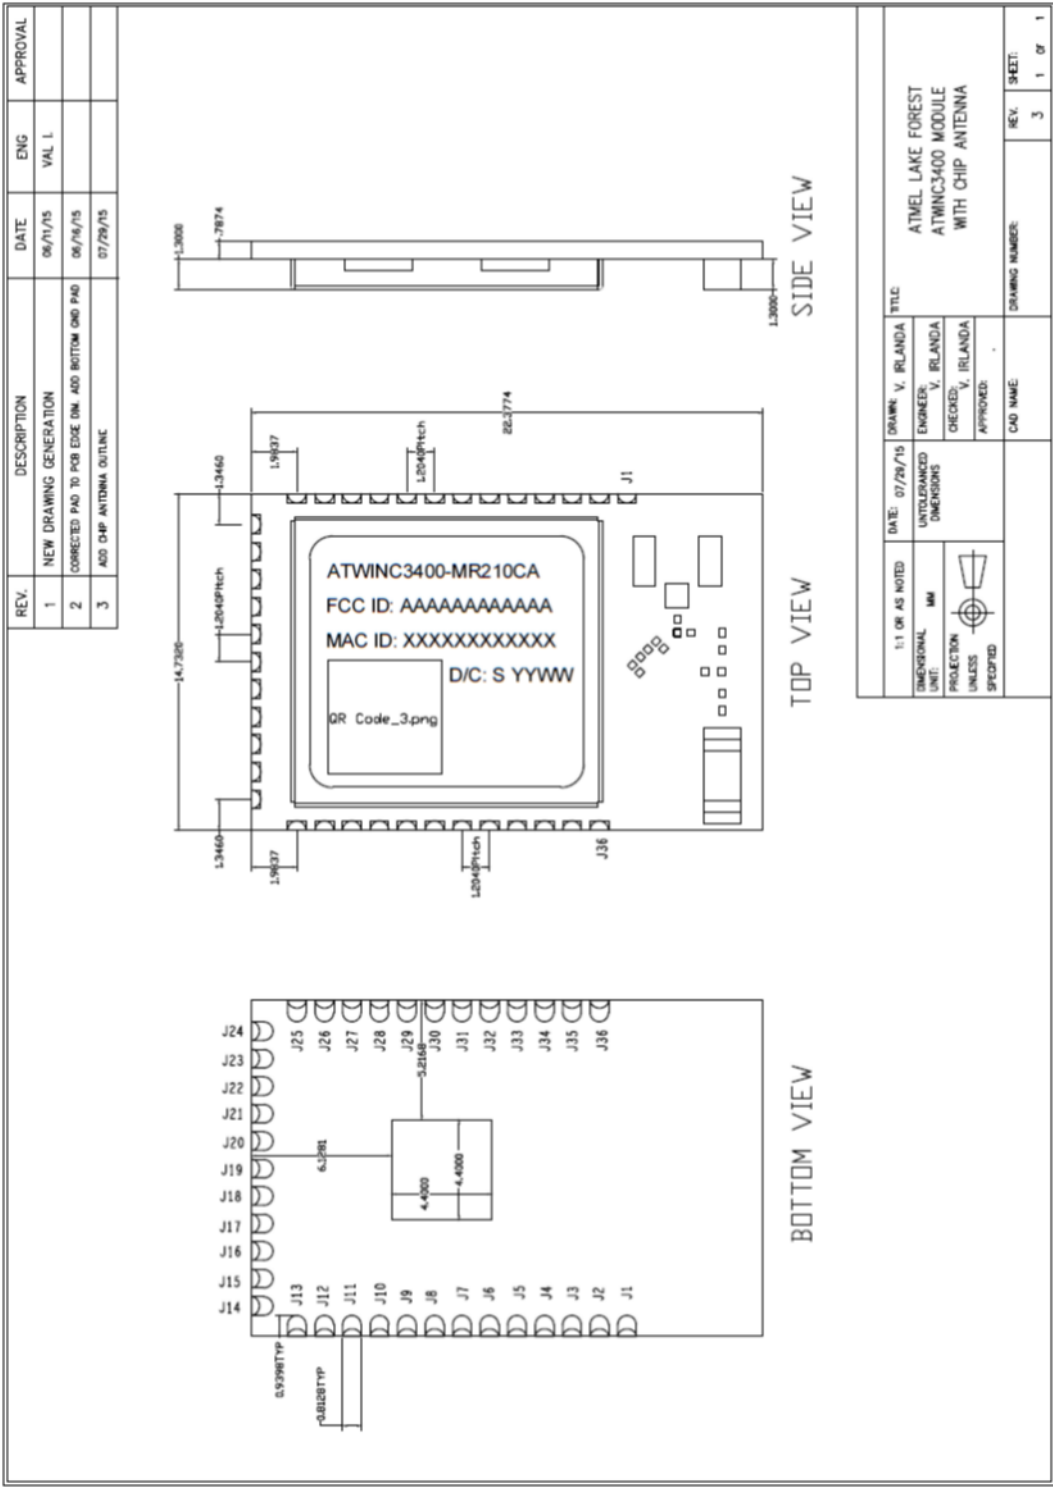 REV. DESCRIPTION DATE ENG APPROVAL
1 NEW DRAWING GENERATION 06/11/15 VAL I.
2 CORRECTED PAD TO PCB EDGE DIM. ADD BOTTOM GND PAD 06/16/15
3 ADD CHIP ANTENNA OUTLINE 07/29/15
J24
J23
J22
J21
J20
J19
J18
J17
J16
J15
J14
J25
J26
J27
J28
J29
J30
J31
J32
J33
J34
J35
J36
J13
J12
J11
J10
J9
J8
J7
J6
J5
J4
J3
J2
J1
5.2168
6.1281
4.4000
4.4000
0.9398TYP
0.8128TYP
BOTTOM VIEW
14.7320
1.3460
1.2040Pitch
1.3460
1.9837
1.9837
1.2040Pitch
1.2040Pitch
J1
J36
ATWINC3400-MR210CA
FCC ID: AAAAAAAAAAAA
MAC ID: XXXXXXXXXXXX
D/C: S YYWW
QR Code_3.png
TOP VIEW
1.3000
.7874
1.3000
SIDE VIEW
1:1 OR AS NOTED
DATE: 07/29/15
DRAWN: V. IRLANDA
TITLE:
ATMEL LAKE FOREST
ATWINC3400 MODULE
WITH CHIP ANTENNA
DIMENSIONAL
UNIT: MM
UNTOLERANCED
DIMENSIONS
ENGINEER:
V. IRLANDA
PROJECTION
UNLESS
SPECIFIED
CHECKED:
V. IRLANDA
APPROVED:
CAD NAME:
DRAWING NUMBER:
REV.
3
SHEET:
1 OF 1